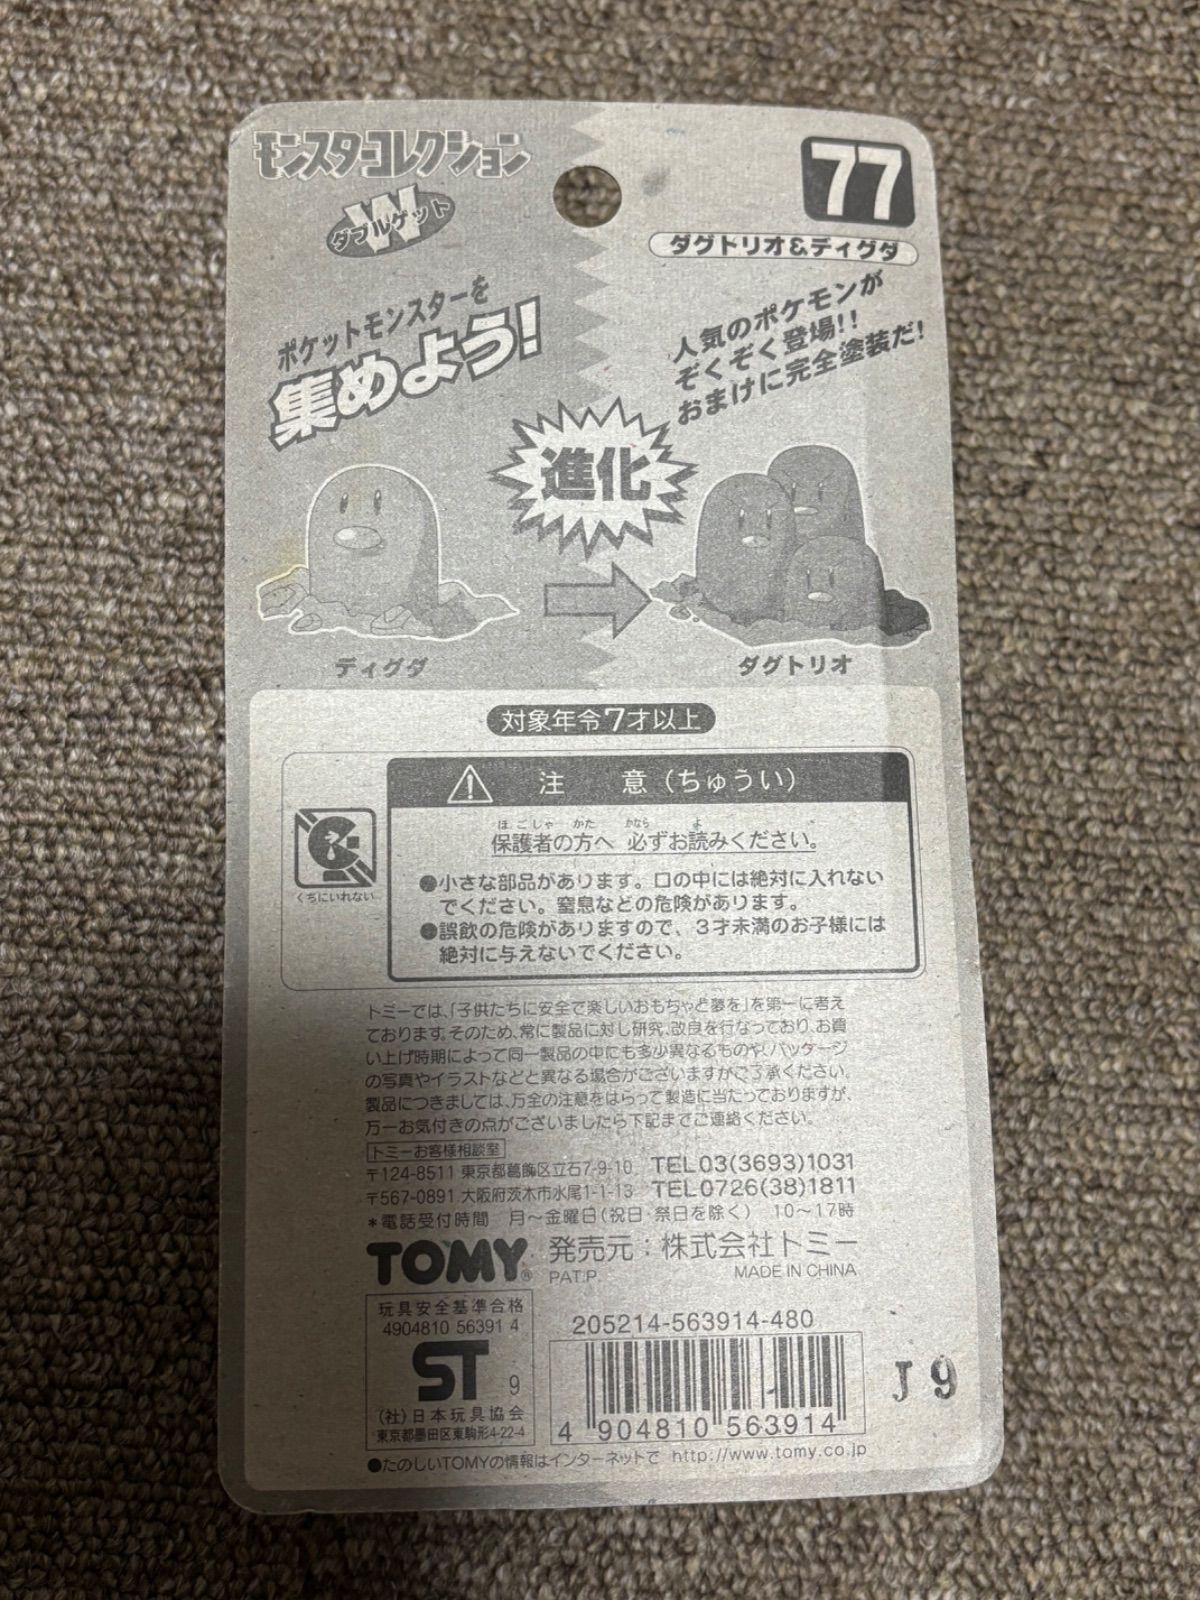 モンスターコレクション
W
ダブルゲット
77
ダグトリオ&ディグダ
ポケットモンスターを
集めよう!
人気のポケモンが
ぞくぞく登場!!
おまけに完全塗装だ!
進化
ディグダ
ダグトリオ
対象年令7才以上
注 意(ちゅうい)
くちにいれない
ほごしゃ かた かなら よ
保護者の方へ 必ずお読みください。
●小さな部品があります。口の中には絶対に入れない
でください。窒息などの危険があります。
●誤飲の危険がありますので、3才未満のお子様には
絶対に与えないでください。
トミーでは、「子供たちに安全で楽しいおもちゃと夢を」を第一に考え
ております。そのため、常に製品に対し研究、改良を行なっており、お買
い上げ時期によって同一製品の中にも多少異なるものや、パッケージ
の写真やイラストなどと異なる場合がございますがご了承ください。
製品につきましては、万全の注意をはらって製造に当たっておりますが、
万一お気付きの点がございましたら下記までご連絡ください。
トミーお客様相談室
〒124-8511 東京都葛飾区立石7-9-10 TEL03(3693)1031
〒567-0891 大阪府茨木市水尾1-1-13 TEL0726(38)1811
*電話受付時間 月〜金曜日(祝日・祭日を除く) 10〜17時
TOMY® 発売元:株式会社トミー
PAT.P. MADE IN CHINA
玩具安全基準合格
4904810 56391 4
ST 9
(社)日本玩具協会
東京都墨田区東駒形4-22-4
205214-563914-480
4 904810 563914
J 9
●たのしいTOMYの情報はインターネットで http://www.tomy.co.jp